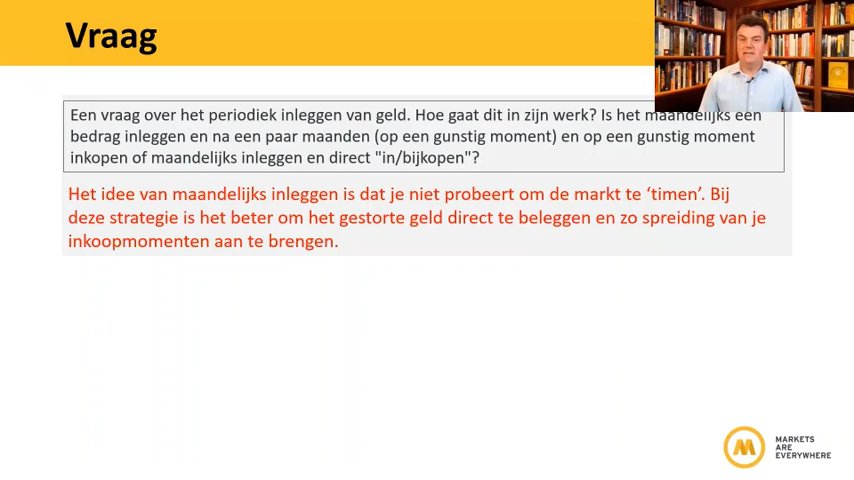 Vraag
Een vraag over het periodiek inleggen van geld. Hoe gaat dit in zijn werk? Is het maandelijks een
bedrag inleggen en na een paar maanden (op een gunstig moment) en op een gunstig moment
inkopen of maandelijks inleggen en direct "in/bijkopen"?
Het idee van maandelijks inleggen is dat je niet probeert om de markt te ‘timen’. Bij
deze strategie is het beter om het gestorte geld direct te beleggen en zo spreiding van je
inkoopmomenten aan te brengen.
MARKETS
ARE
EVERYWHERE